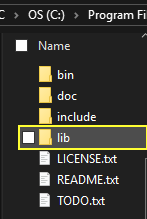 OS (C:) > Program Fi
Name
bin
doc
include
lib
LICENSE.txt
README.txt
TODO.txt